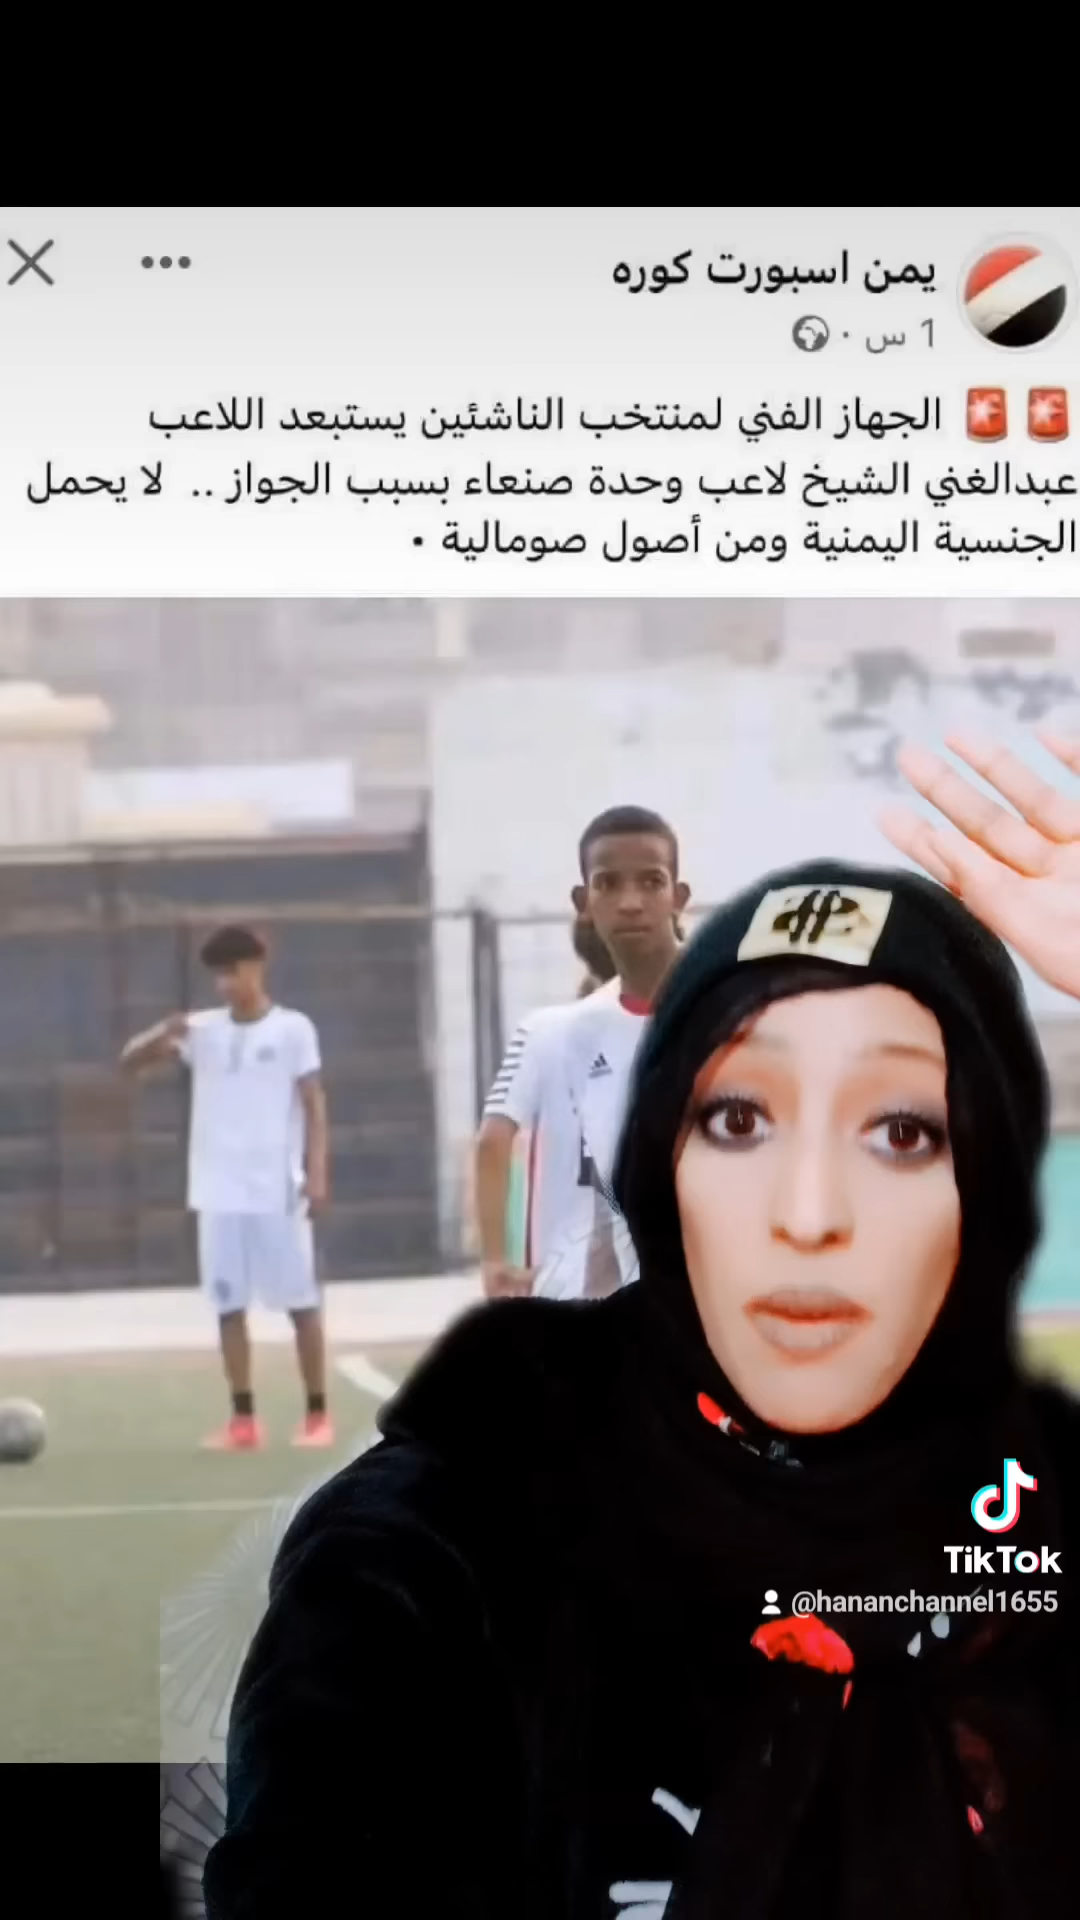 يمن اسبورت كوره
1 س ·
الجهاز الفني لمنتخب الناشئين يستبعد اللاعب
عبدالغني الشيخ لاعب وحدة صنعاء بسبب الجواز .. لا يحمل
الجنسية اليمنية ومن أصول صومالية •
TikTok
@hananchannel1655